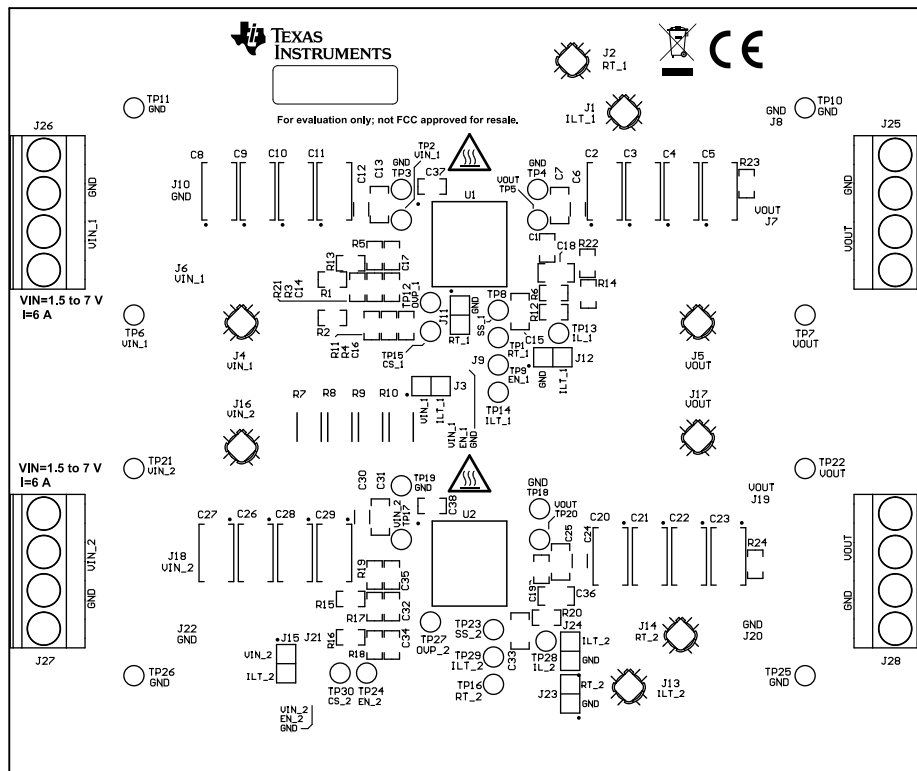 TEXAS
INSTRUMENTS
J2
RT_1
TP11
GND
J1
ILT_1
GND
J8
TP10
GND
For evaluation only; not FCC approved for resale.
J26
J25
GND
VIN_1
GND
VOUT
C8
C9
C10
C11
C12
C13
GND
TP3
TP2
VIN_1
C37
U1
GND
TP4
VOUT
TP5
C7
C6
C2
C3
C4
C5
R23
J10
GND
VOUT
J7
J6
VIN_1
R5
R13
C17
R1
R21
R3
C14
TP12
OVP_1
C1
C18
R22
R6
R14
R12
VIN=1.5 to 7 V
I=6 A
TP6
VIN_1
R2
R11
R4
C16
J11
GND
RT_1
TP8
SS_1
TP1
RT_1
C15
TP13
IL_1
TP7
VOUT
J4
VIN_1
TP15
CS_1
J9
TP9
EN_1
GND
ILT_1
J12
J5
VOUT
R7
R8
R9
R10
J3
VIN_1
ILT_1
VIN_1
EN_1
GND
TP14
ILT_1
J16
VIN_2
J17
VOUT
VIN=1.5 to 7 V
I=6 A
TP21
VIN_2
TP22
VOUT
C30
C31
TP19
GND
VIN_2
TP17
C38
U2
GND
TP18
VOUT
TP20
VOUT
J19
C27
C26
C28
C29
C25
C24
C20
C21
C22
C23
R24
VIN_2
GND
VOUT
GND
J18
VIN_2
R19
C35
R15
C32
R17
C19
C36
R20
J22
GND
J15
J21
R16
R18
C34
TP27
OVP_2
TP23
SS_2
TP29
ILT_2
C33
TP28
IL_2
J24
ILT_2
GND
J14
RT_2
GND
J20
J27
J28
VIN_2
ILT_2
TP26
GND
TP30
CS_2
TP24
EN_2
TP16
RT_2
J23
RT_2
GND
J13
ILT_2
TP25
GND
VIN_2
EN_2
GND